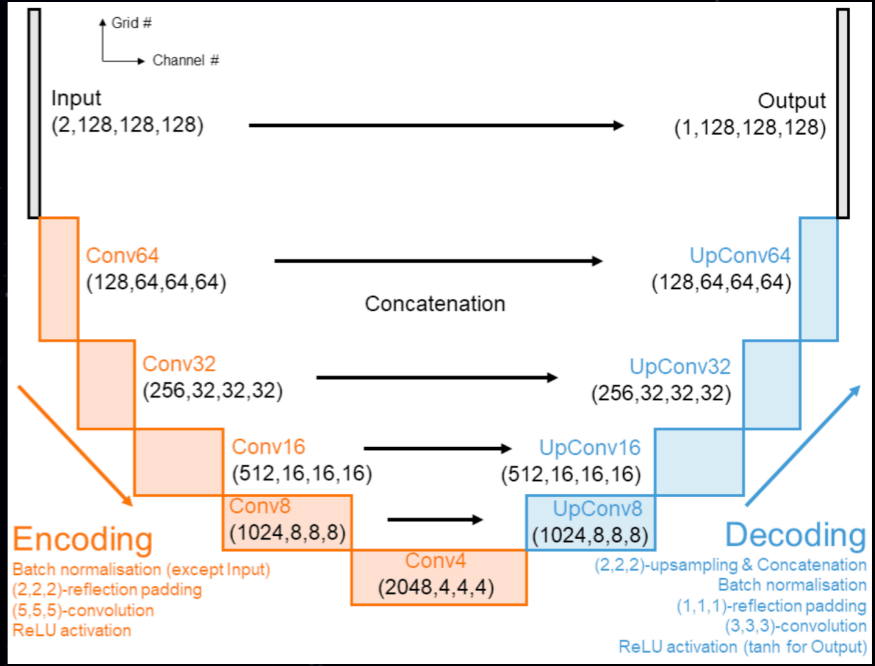 Grid #
Channel #
Input
(2,128,128,128)
Output
(1,128,128,128)
Conv64
(128,64,64,64)
UpConv64
(128,64,64,64)
Concatenation
Conv32
(256,32,32,32)
UpConv32
(256,32,32,32)
Conv16
(512,16,16,16)
UpConv16
(512,16,16,16)
Conv8
(1024,8,8,8)
UpConv8
(1024,8,8,8)
Conv4
(2048,4,4,4)
Encoding
Batch normalisation (except Input)
(2,2,2)-reflection padding
(5,5,5)-convolution
ReLU activation
Decoding
(2,2,2)-upsampling & Concatenation
Batch normalisation
(1,1,1)-reflection padding
(3,3,3)-convolution
ReLU activation (tanh for Output)